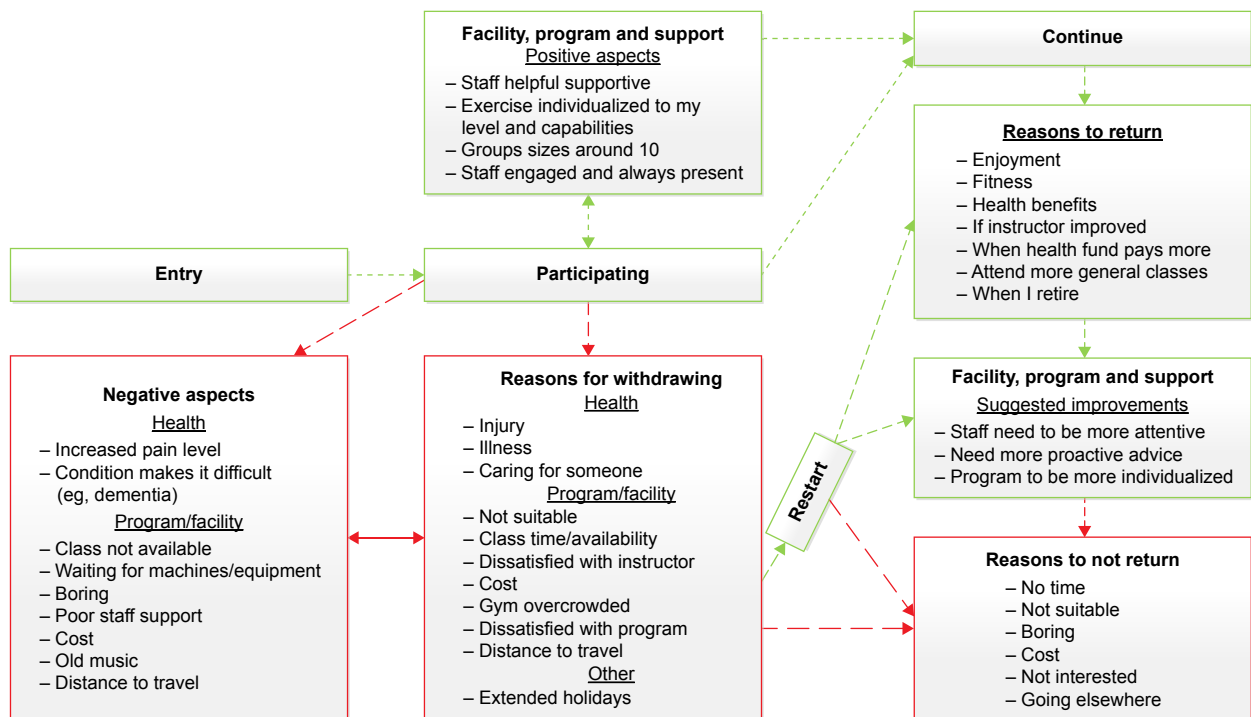 Facility, program and support
Positive aspects
– Staff helpful supportive
– Exercise individualized to my
level and capabilities
– Groups sizes around 10
– Staff engaged and always present
Continue
Reasons to return
– Enjoyment
– Fitness
– Health benefits
– If instructor improved
– When health fund pays more
– Attend more general classes
– When I retire
Entry
Participating
Negative aspects
Health
– Increased pain level
– Condition makes it difficult
(eg, dementia)
Program/facility
– Class not available
– Waiting for machines/equipment
– Boring
– Poor staff support
– Cost
– Old music
– Distance to travel
Reasons for withdrawing
Health
– Injury
– Illness
– Caring for someone
Program/facility
– Not suitable
– Class time/availability
– Dissatisfied with instructor
– Cost
– Gym overcrowded
– Dissatisfied with program
– Distance to travel
Other
– Extended holidays
Restart
Facility, program and support
Suggested improvements
– Staff need to be more attentive
– Need more proactive advice
– Program to be more individualized
Reasons to not return
– No time
– Not suitable
– Boring
– Cost
– Not interested
– Going elsewhere